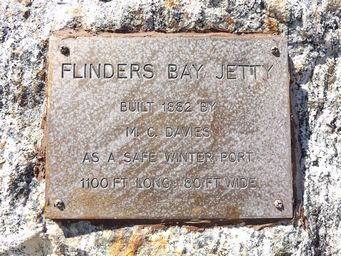 FLINDERS BAY JETTY
BUILT 1882 BY
M. C. DAVIES
AS A SAFE WINTER PORT
1100 FT LONG : 80 FT WIDE